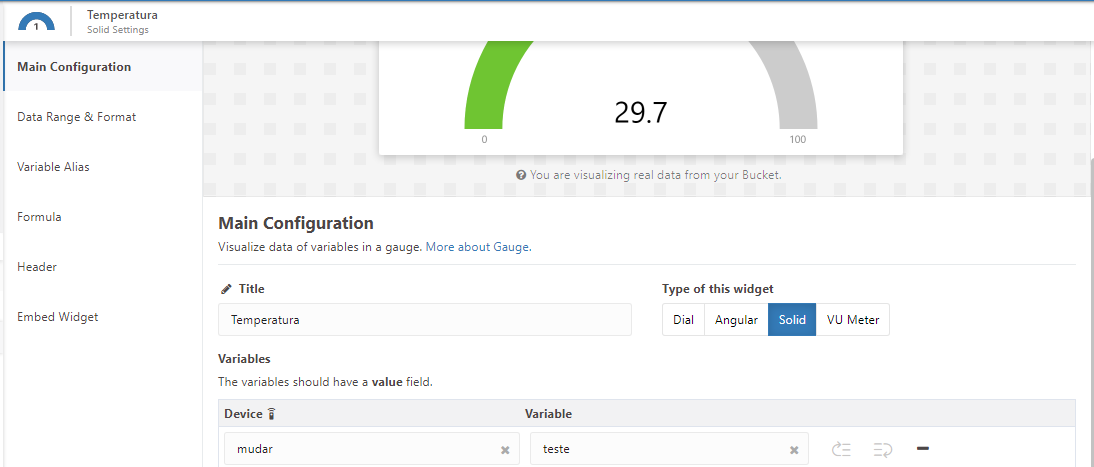 1
Temperatura
Solid Settings
Main Configuration
Data Range & Format
Variable Alias
Formula
Header
Embed Widget
29.7
0
100
You are visualizing real data from your Bucket.
Main Configuration
Visualize data of variables in a gauge. More about Gauge.
Title
Type of this widget
Temperatura
Dial Angular Solid VU Meter
Variables
The variables should have a value field.
Device Variable
mudar teste